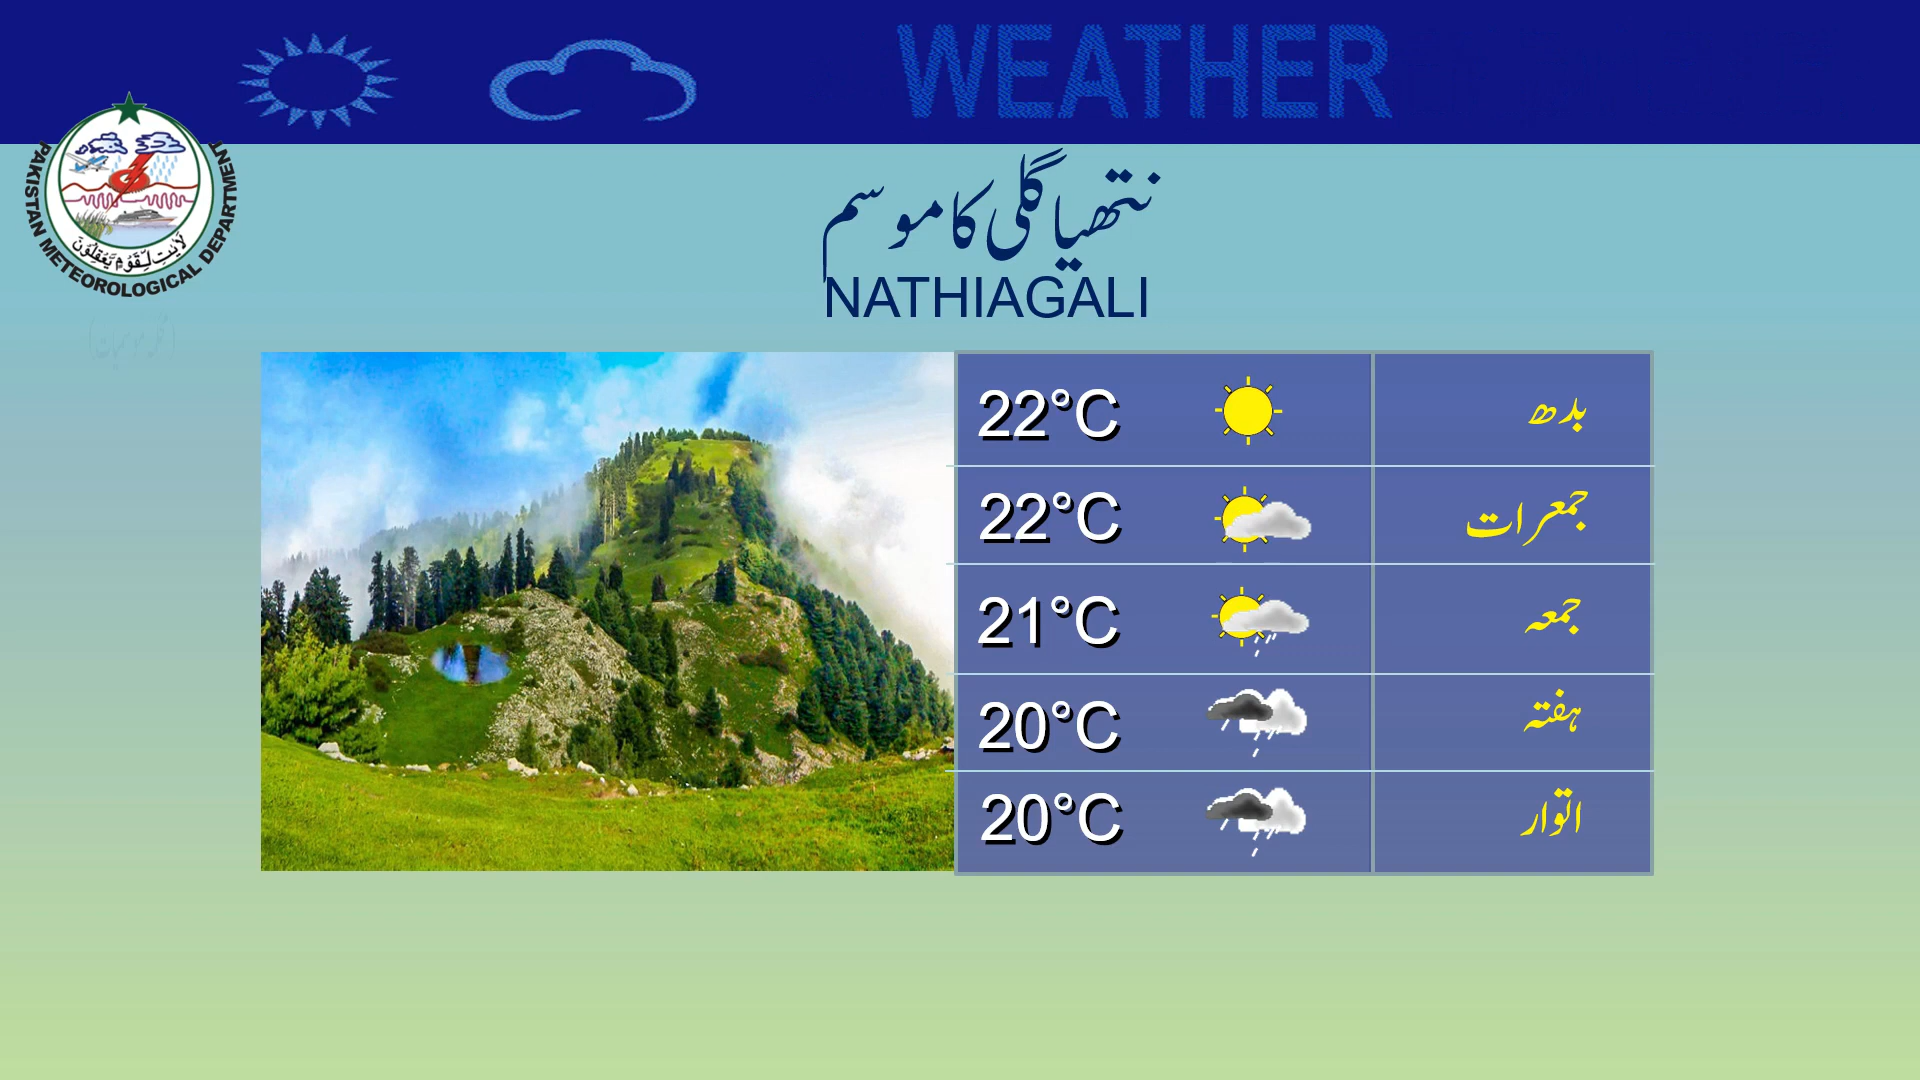 WEATHER
PAKISTAN METEOROLOGICAL DEPARTMENT
لَاٰيٰتٍ لِّقَوْمٍ يَّعْقِلُوْنَ
نتھیا گلی کا موسم
NATHIAGALI
22°C بدھ
22°C جمعرات
21°C جمعہ
20°C ہفتہ
20°C اتوار